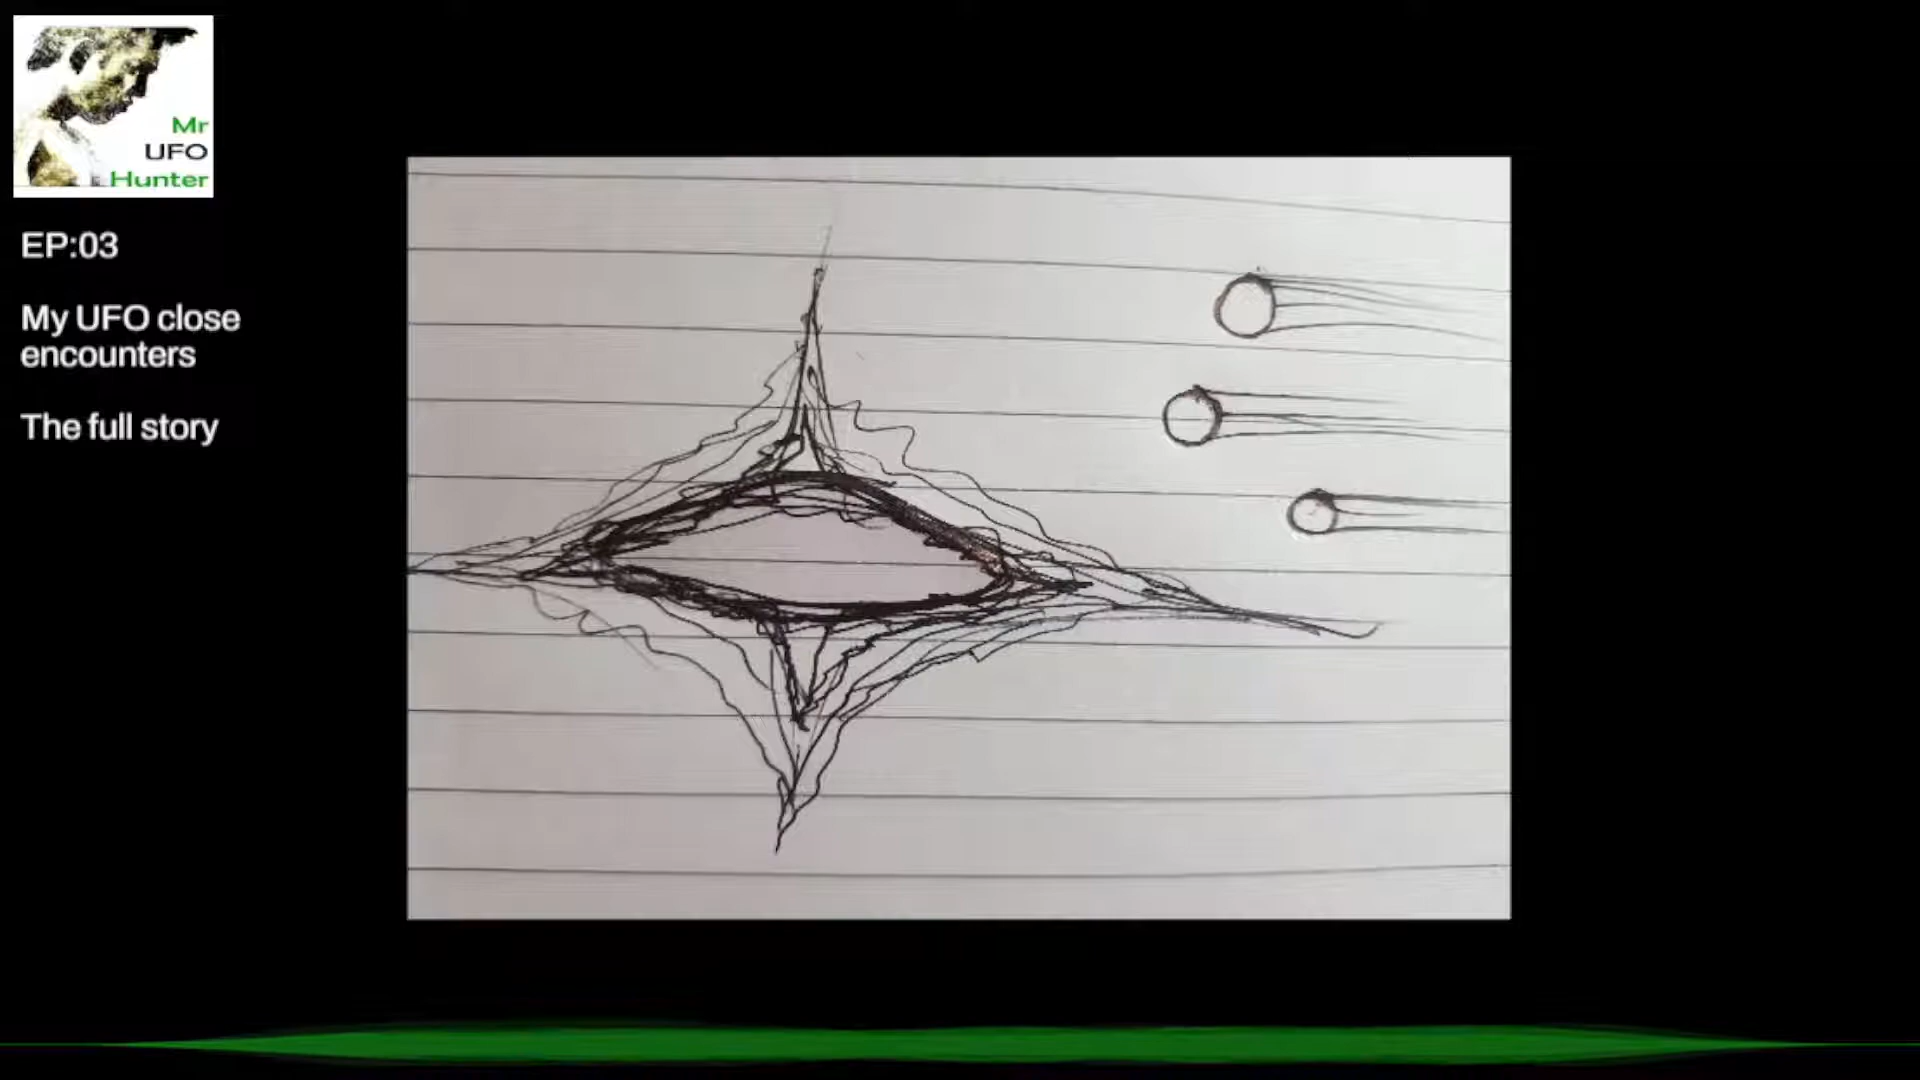 Mr
UFO
Hunter
EP:03
My UFO close
encounters
The full story